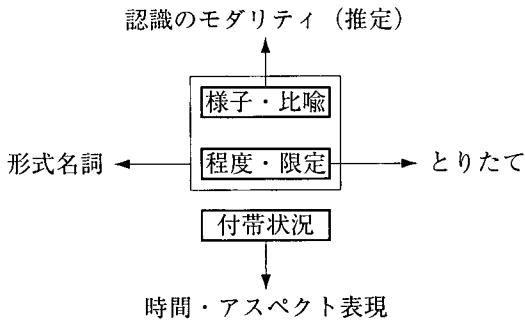 認識のモダリティ（推定）
様子・比喩
形式名詞
程度・限定
とりたて
付帯状況
時間・アスペクト表現